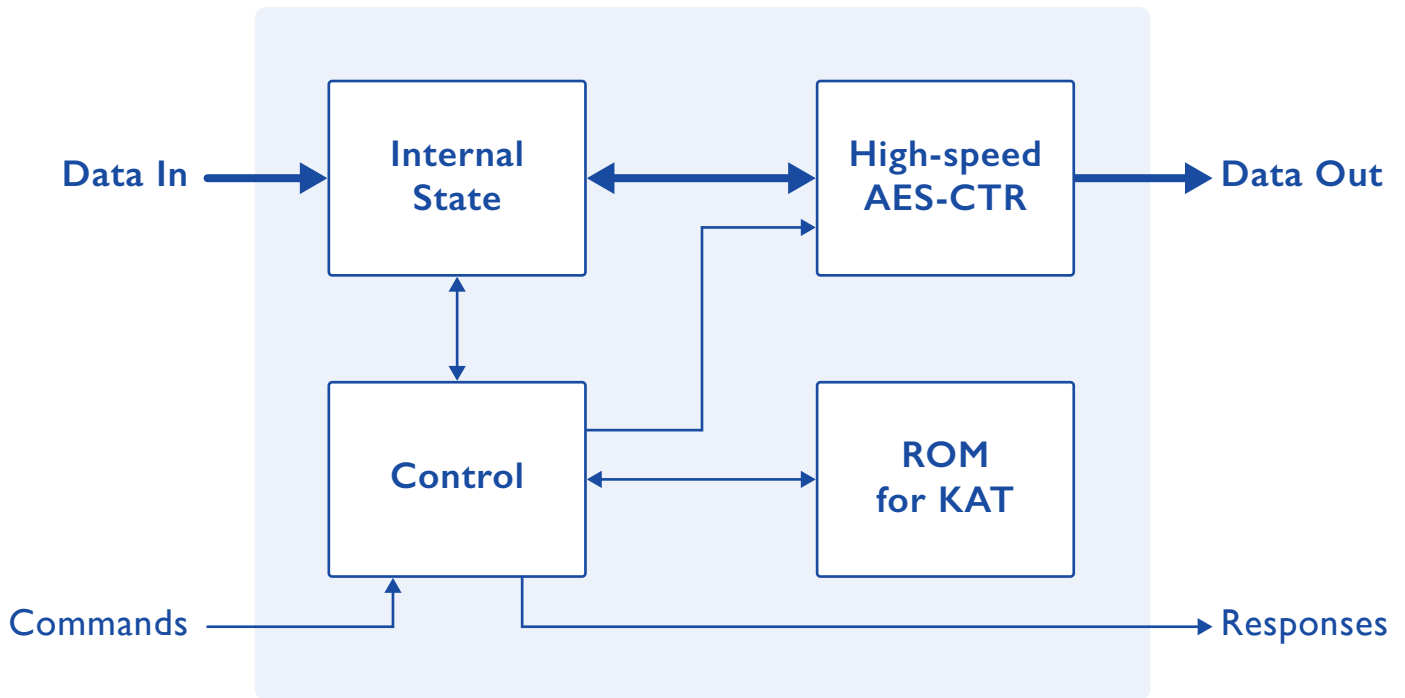 Data In
Internal
State
High-speed
AES-CTR
Data Out
Control
ROM
for KAT
Commands
Responses